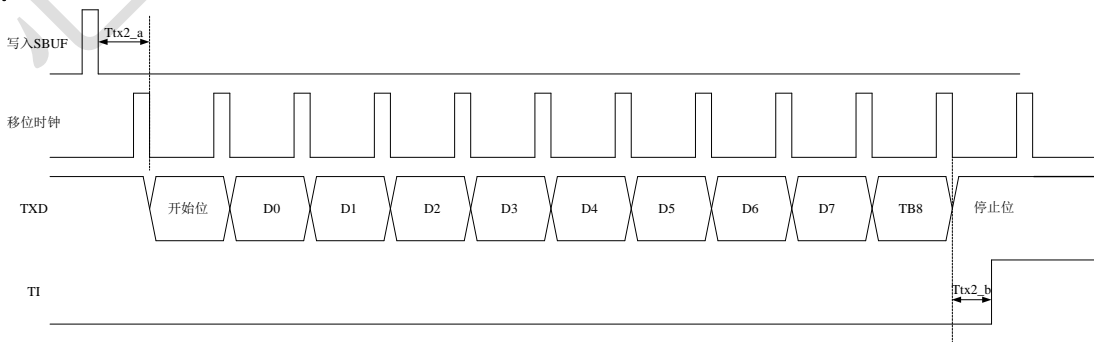 写入SBUF
Ttx2_a
移位时钟
TXD
开始位 D0 D1 D2 D3 D4 D5 D6 D7 TB8 停止位
TI
Ttx2_b